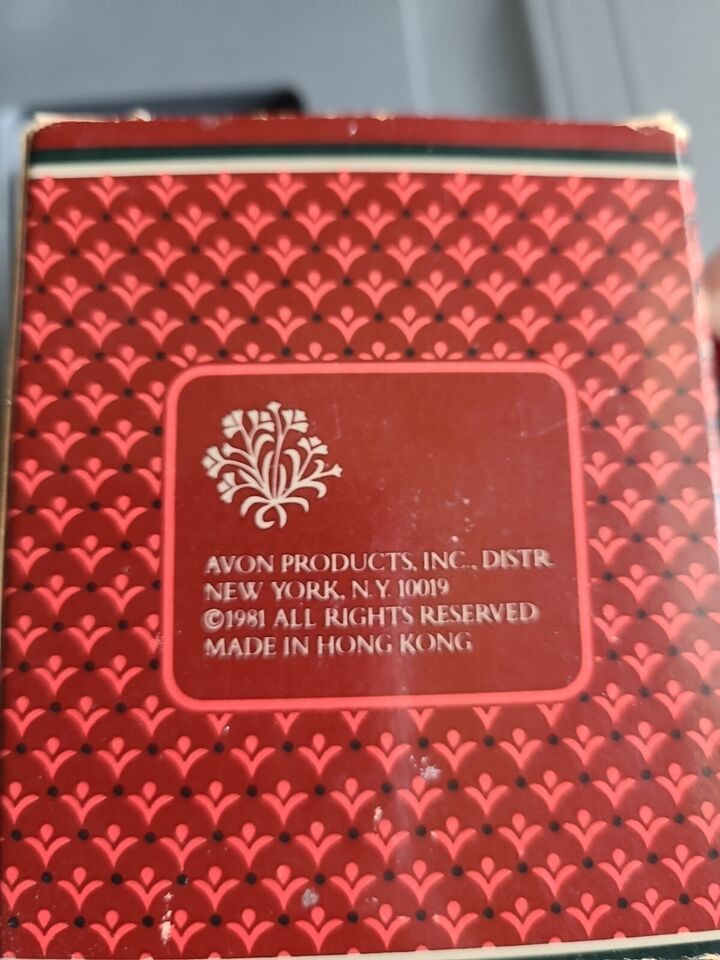 AVON PRODUCTS, INC., DISTR.
NEW YORK, N.Y. 10019
©1981 ALL RIGHTS RESERVED
MADE IN HONG KONG